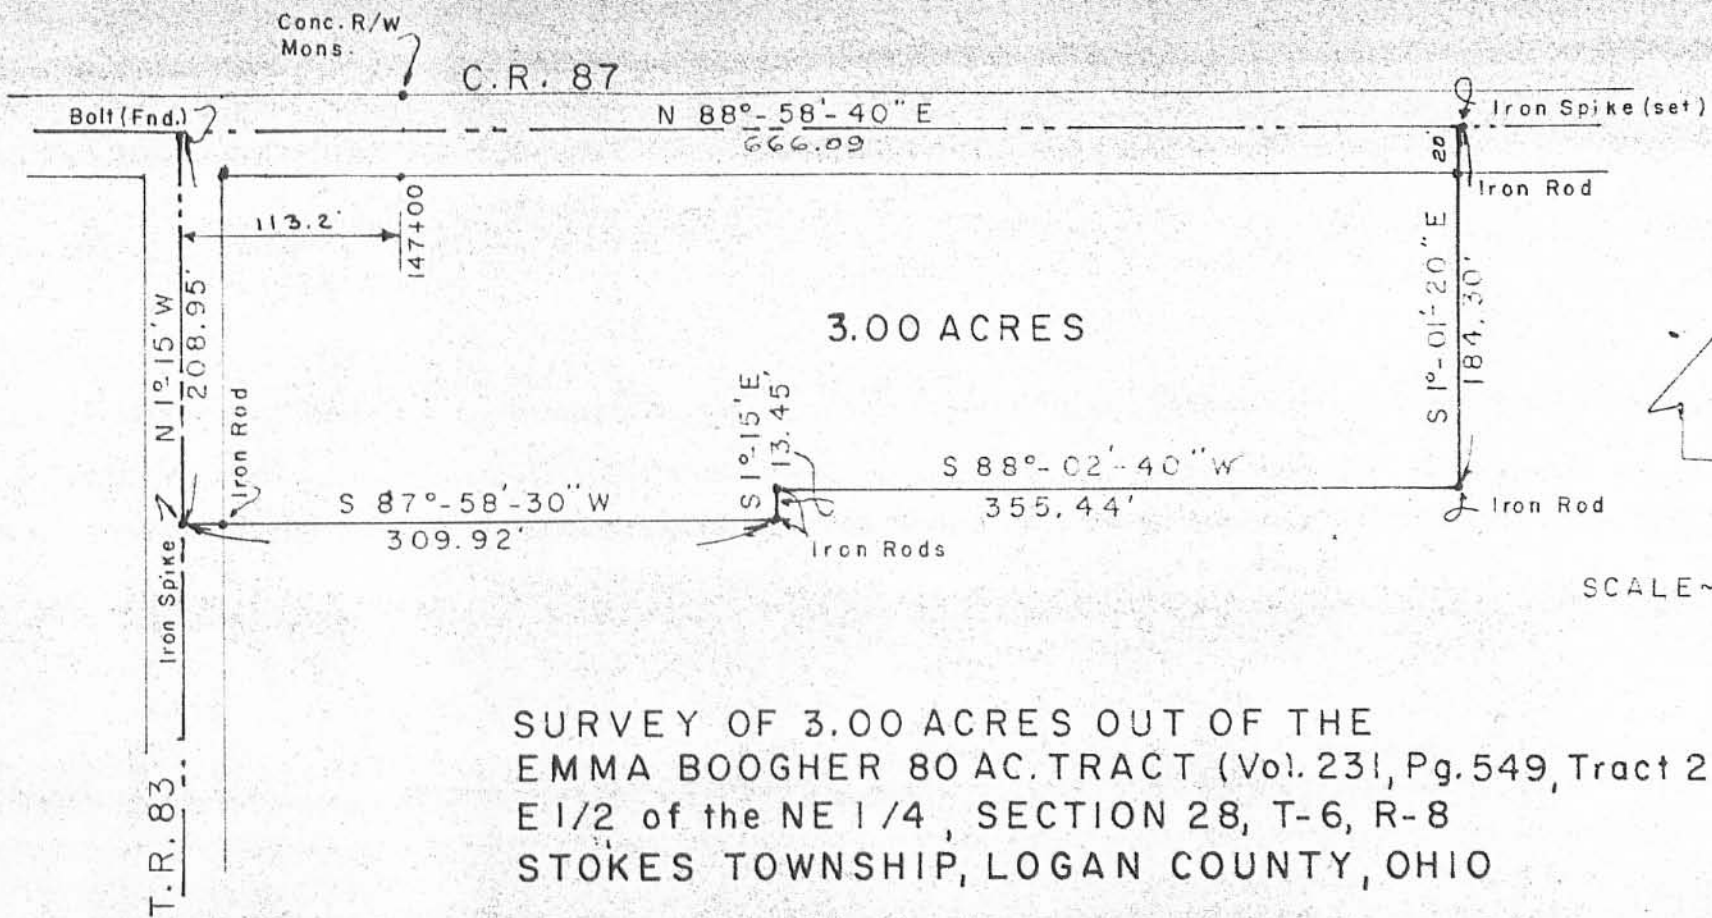 Conc. R/W
Mons.
C.R. 87
Bolt (Fnd.)
N 88°-58'-40" E
666.09
Iron Spike (set)
20'
Iron Rod
113.2'
147+00
N 1°-15' W
208.95'
S 1°-01'-20" E
184.30'
3.00 ACRES
Iron Rod
S 1°-15' E
13.45'
S 88°-02'-40" W
355.44'
S 87°-58'-30" W
309.92'
Iron Rods
Iron Rod
Iron Spike
SCALE~
T.R. 83
SURVEY OF 3.00 ACRES OUT OF THE
EMMA BOOGHER 80 AC. TRACT (Vol. 231, Pg. 549, Tract 2
E 1/2 of the NE 1/4, SECTION 28, T-6, R-8
STOKES TOWNSHIP, LOGAN COUNTY, OHIO